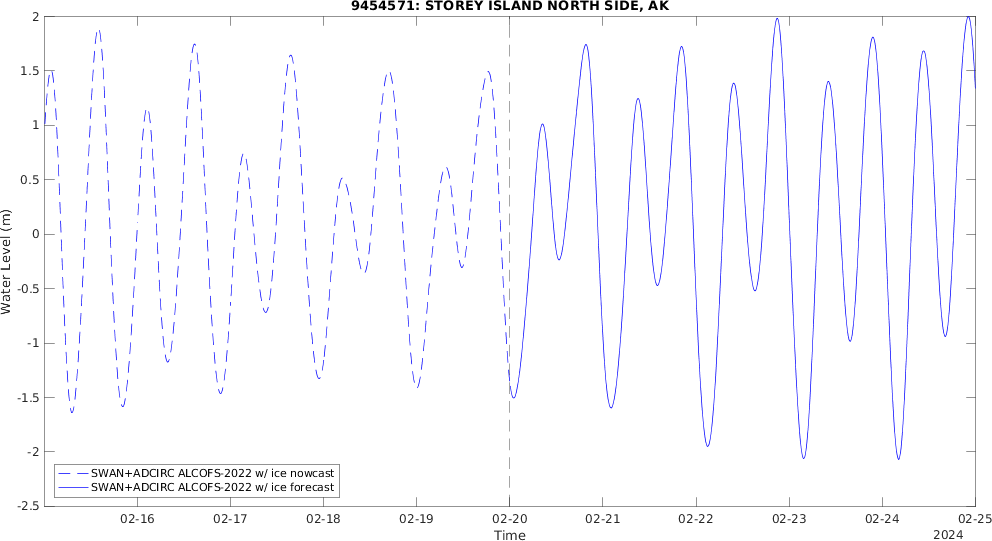 9454571: STOREY ISLAND NORTH SIDE, AK
2
1.5
1
0.5
0
-0.5
-1
-1.5
-2
-2.5
Water Level (m)
SWAN+ADCIRC ALCOFS-2022 w/ ice nowcast
SWAN+ADCIRC ALCOFS-2022 w/ ice forecast
02-16 02-17 02-18 02-19 02-20 02-21 02-22 02-23 02-24 02-25
Time
2024